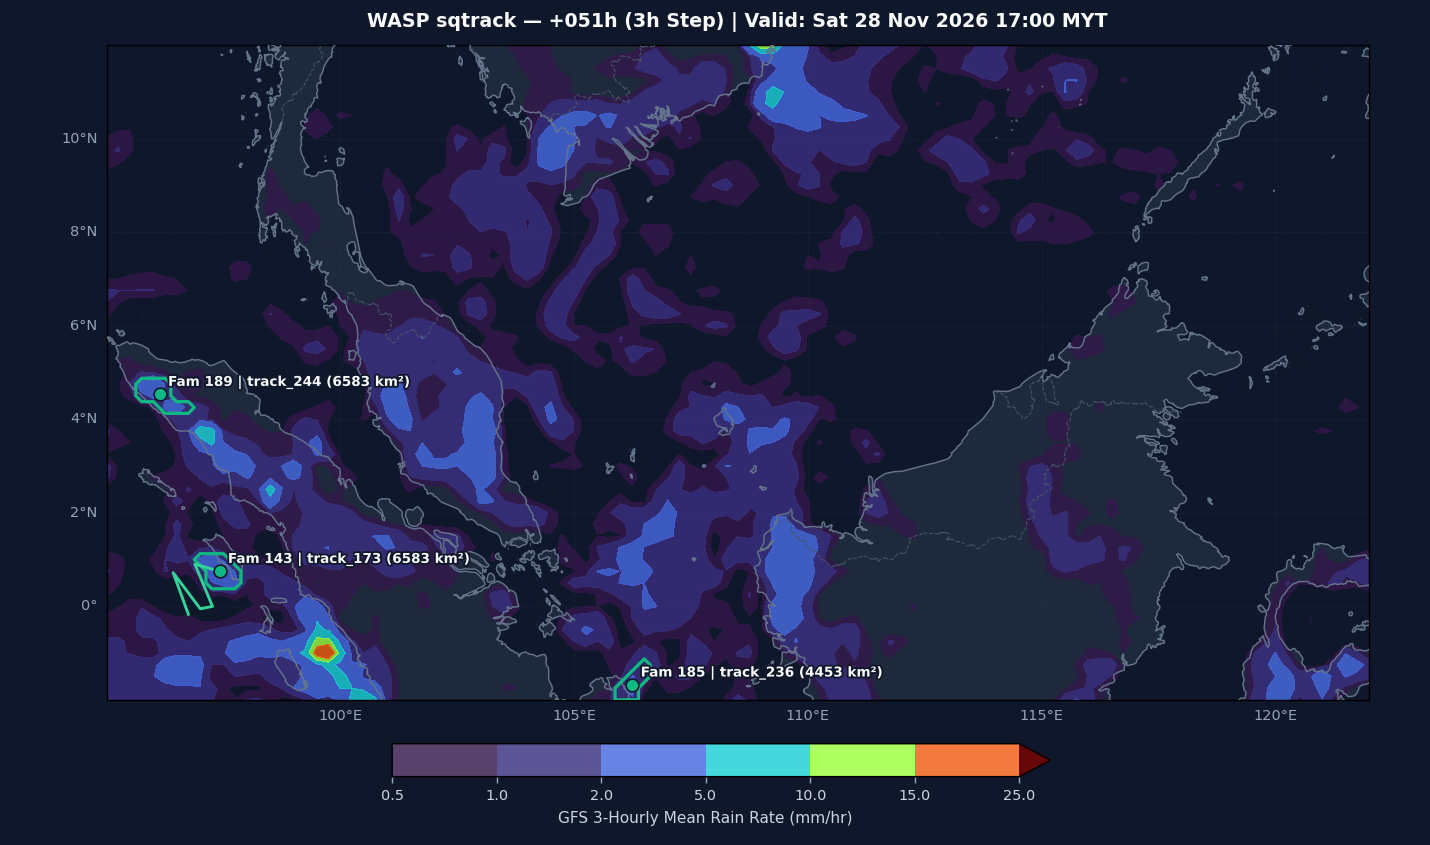 WASP sqtrack — +051h (3h Step) | Valid: Sat 28 Nov 2026 17:00 MYT
10°N
8°N
6°N
4°N
2°N
0°
Fam 189 | track_244 (6583 km²)
Fam 143 | track_173 (6583 km²)
Fam 185 | track_236 (4453 km²)
100°E
105°E
110°E
115°E
120°E
0.5
1.0
2.0
5.0
10.0
15.0
25.0
GFS 3-Hourly Mean Rain Rate (mm/hr)